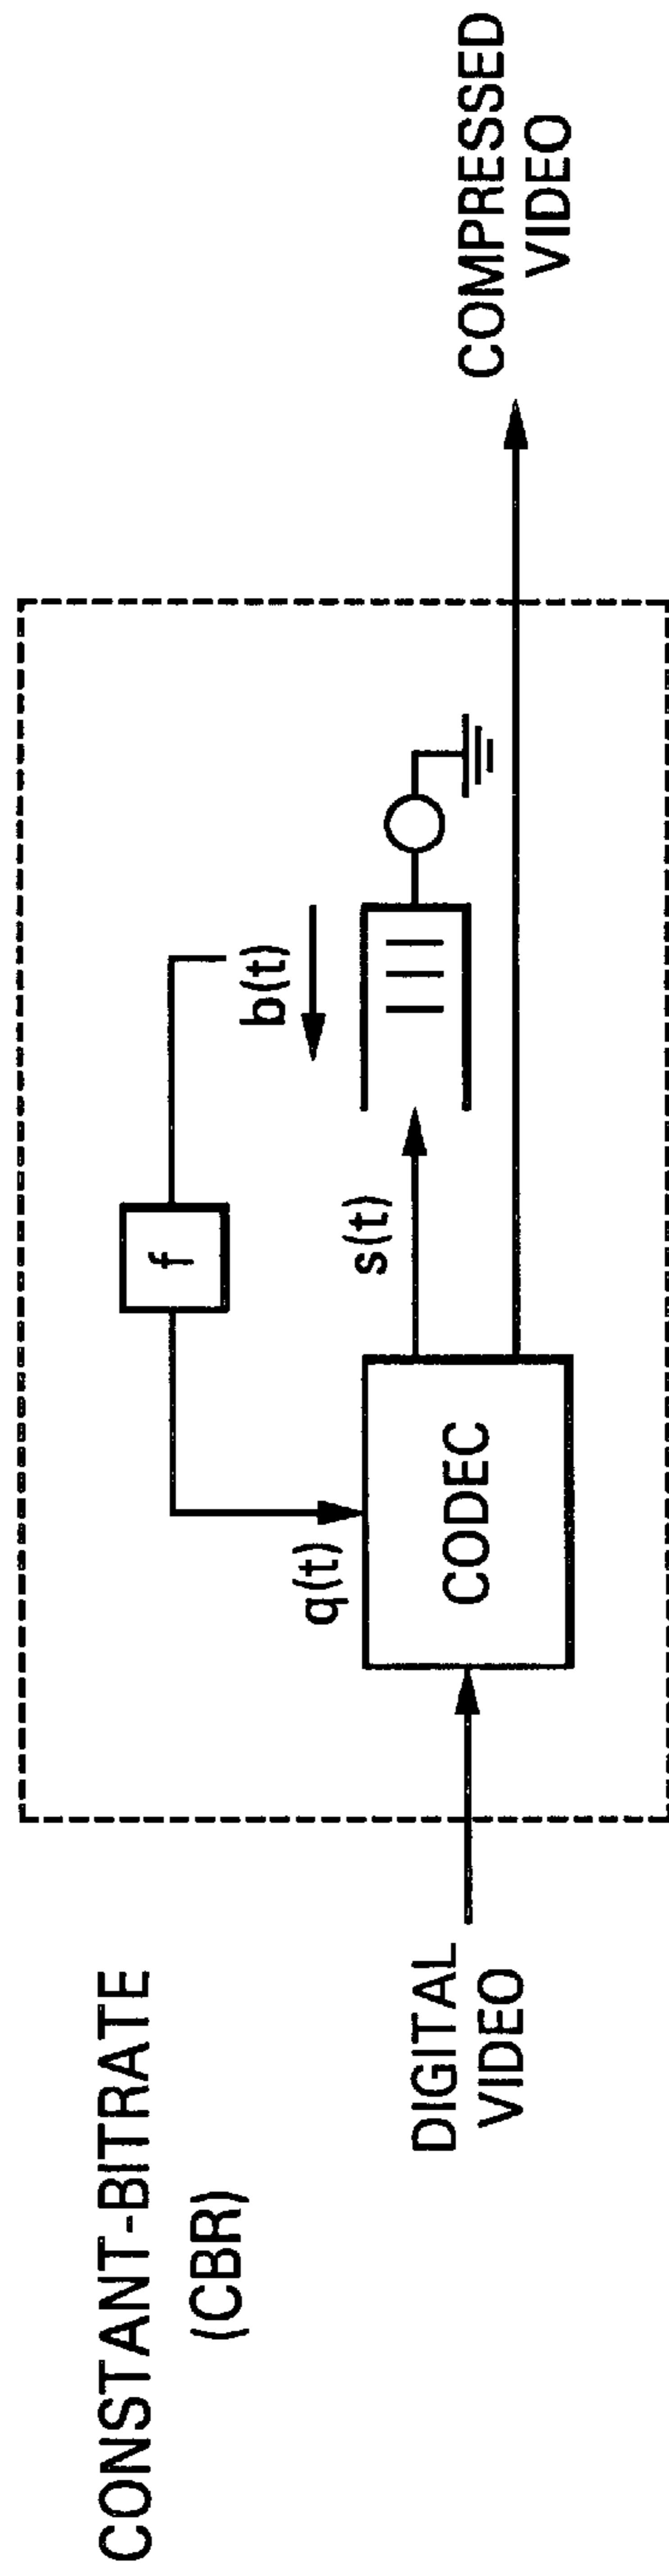 CONSTANT-BITRATE
(CBR)
DIGITAL
VIDEO
q(t)
CODEC
f
s(t)
b(t)
COMPRESSED
VIDEO